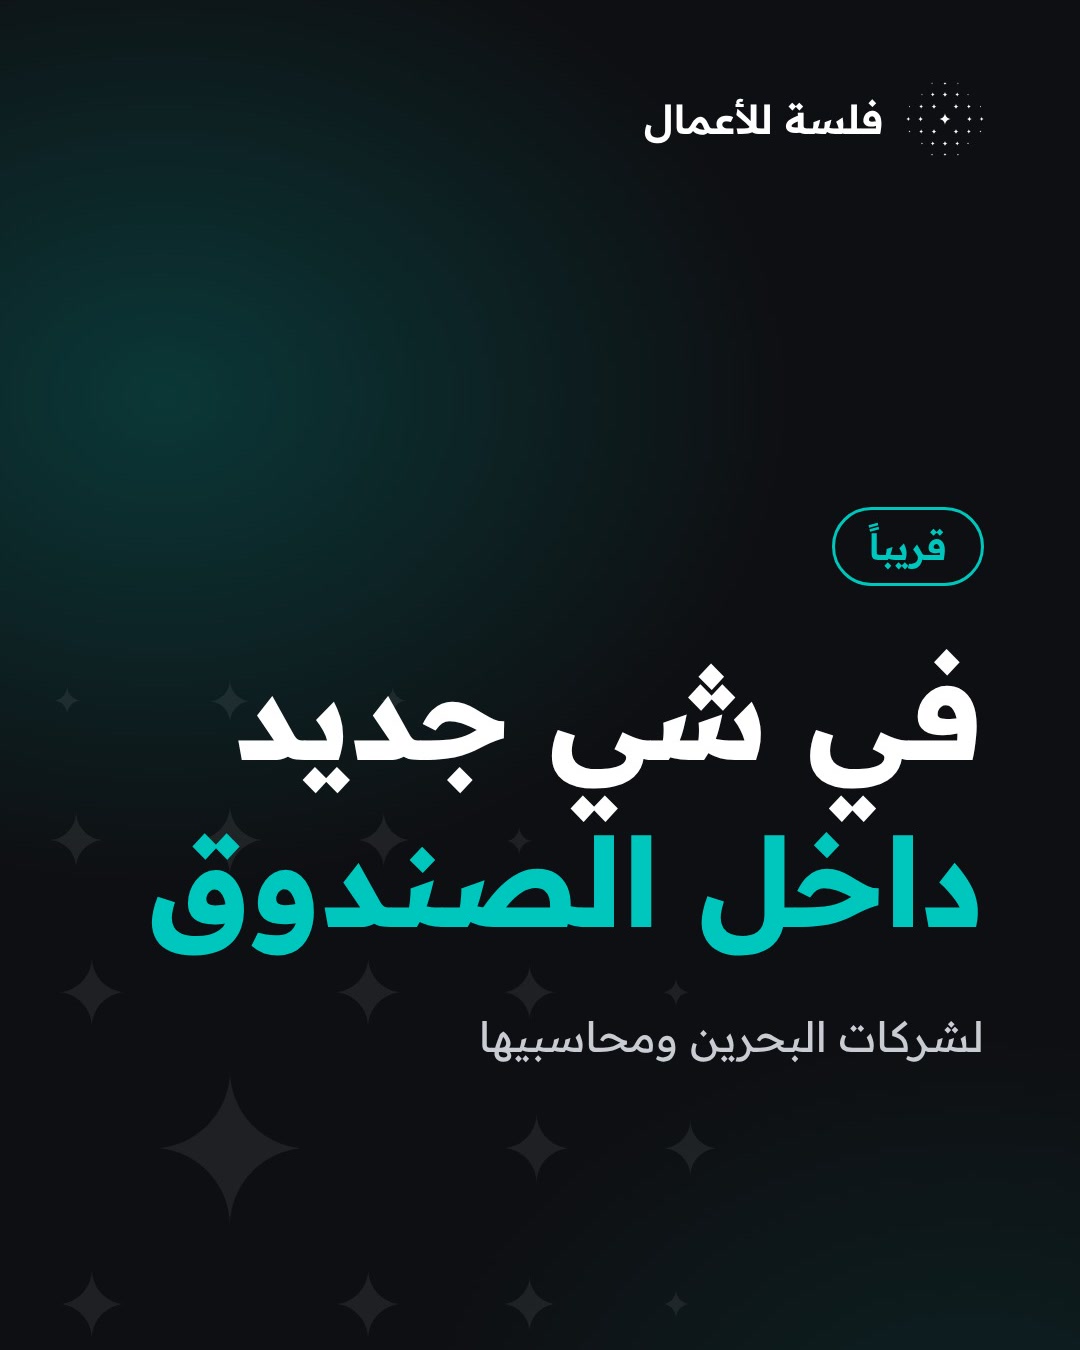 فلسة للأعمال
قريباً
في شي جديد
داخل الصندوق
لشركات البحرين ومحاسبيها